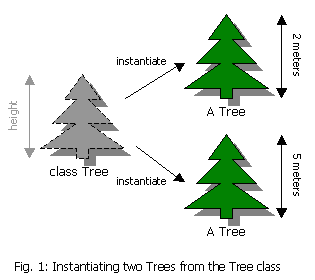 2 meters
instantiate
height
A Tree
class Tree
instantiate
5 meters
A Tree
Fig. 1: Instantiating two Trees from the Tree class